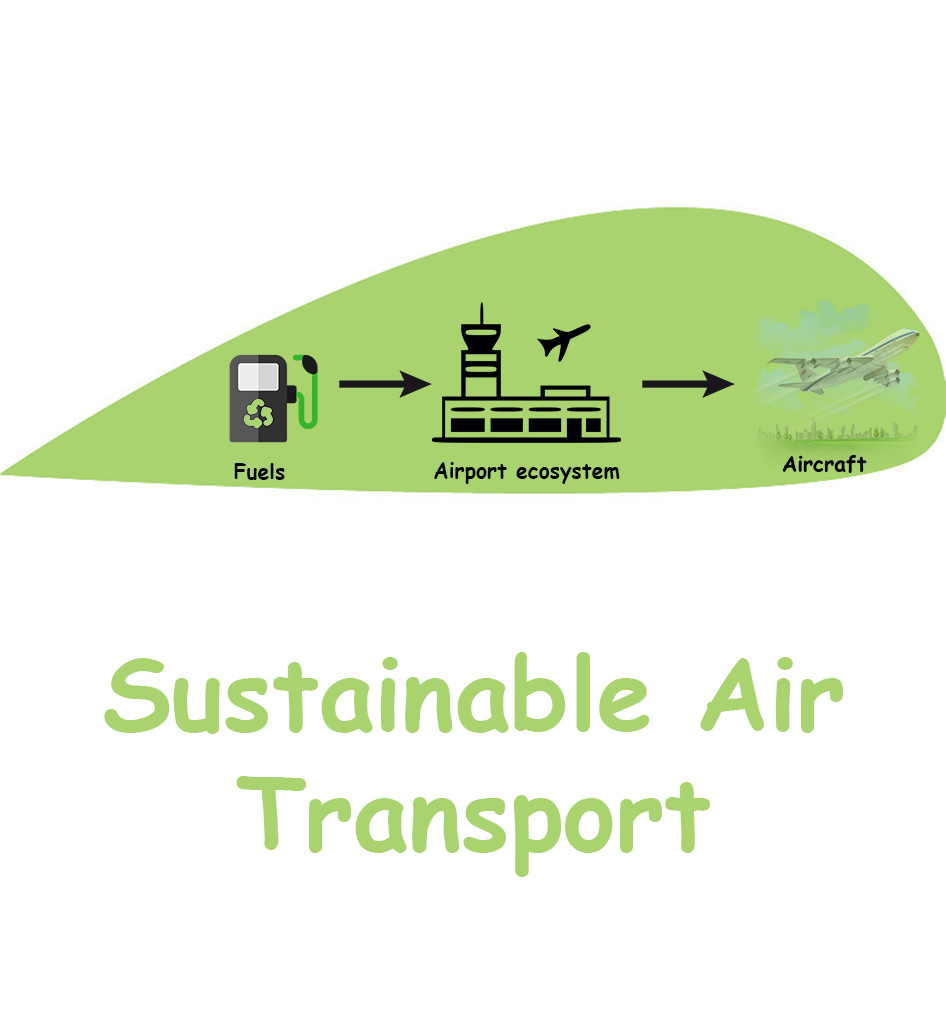 Fuels
Airport ecosystem
Aircraft
Sustainable Air
Transport